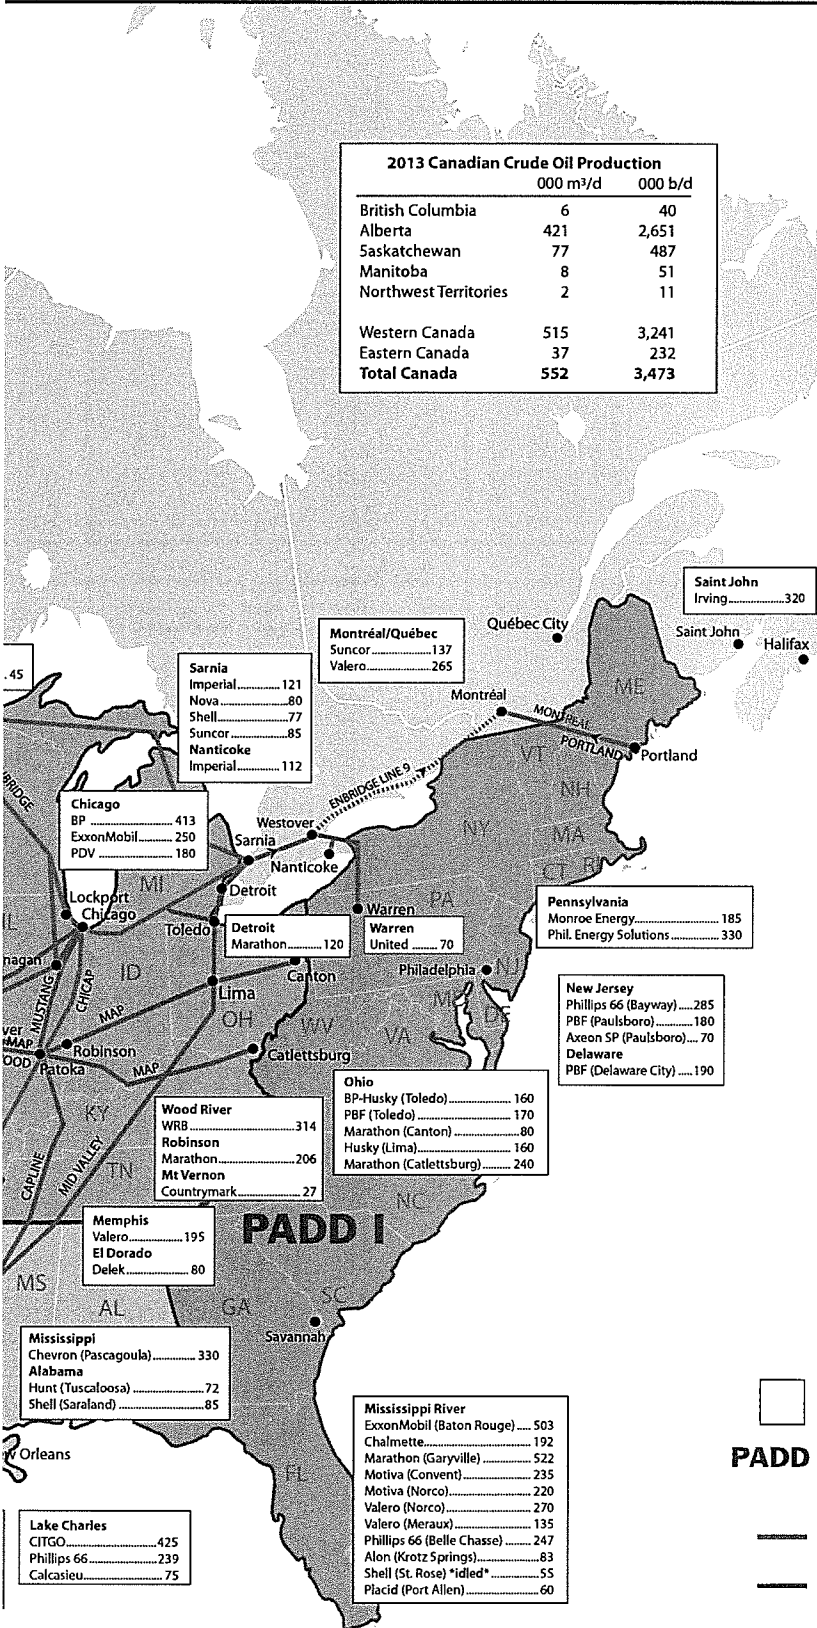 2013 Canadian Crude Oil Production
000 m³/d 000 b/d
British Columbia 6 40
Alberta 421 2,651
Saskatchewan 77 487
Manitoba 8 51
Northwest Territories 2 11
Western Canada 515 3,241
Eastern Canada 37 232
Total Canada 552 3,473
Saint John
Irving 320
Québec City
Saint John
Halifax
Montréal/Québec
Suncor 137
Valero 265
45
Sarnia
Imperial 121
Nova 80
Shell 77
Suncor 85
Nanticoke
Imperial 112
Montréal
ME
MONTREAL
PORTLAND
Portland
VT
NH
ENBRIDGE LINE 9
NY
MA
CT
Chicago
BP 413
ExxonMobil 250
PDV 180
Westover
Sarnia
Nanticoke
MI
Detroit
PA
Lockport
Chicago
Toledo
Warren
Detroit
Marathon 120
Warren
United 70
Pennsylvania
Monroe Energy 185
Phil. Energy Solutions 330
ID
MUSTANG
CHICAP
Lima
Canton
Philadelphia
NJ
DE
New Jersey
Phillips 66 (Bayway) 285
PBF (Paulsboro) 180
Axeon SP (Paulsboro) 70
Delaware
PBF (Delaware City) 190
MAP
OH
WV
VA
MAP
Robinson
Patoka
MAP
Catlettsburg
Ohio
BP-Husky (Toledo) 160
PBF (Toledo) 170
Marathon (Canton) 80
Husky (Lima) 160
Marathon (Catlettsburg) 240
KY
Wood River
WRB 314
Robinson
Marathon 206
Mt Vernon
Countrymark 27
CAPLINE
MID VALLEY
TN
NC
PADD I
Memphis
Valero 195
El Dorado
Delek 80
MS
AL
GA
SC
Savannah
Mississippi
Chevron (Pascagoula) 330
Alabama
Hunt (Tuscaloosa) 72
Shell (Saraland) 85
Orleans
FL
Mississippi River
ExxonMobil (Baton Rouge) 503
Chalmette 192
Marathon (Garyville) 522
Motiva (Convent) 235
Motiva (Norco) 220
Valero (Norco) 270
Valero (Meraux) 135
Phillips 66 (Belle Chasse) 247
Alon (Krotz Springs) 83
Shell (St. Rose) *idled* 55
Placid (Port Allen) 60
PADD
Lake Charles
CITGO 425
Phillips 66 239
Calcasieu 75